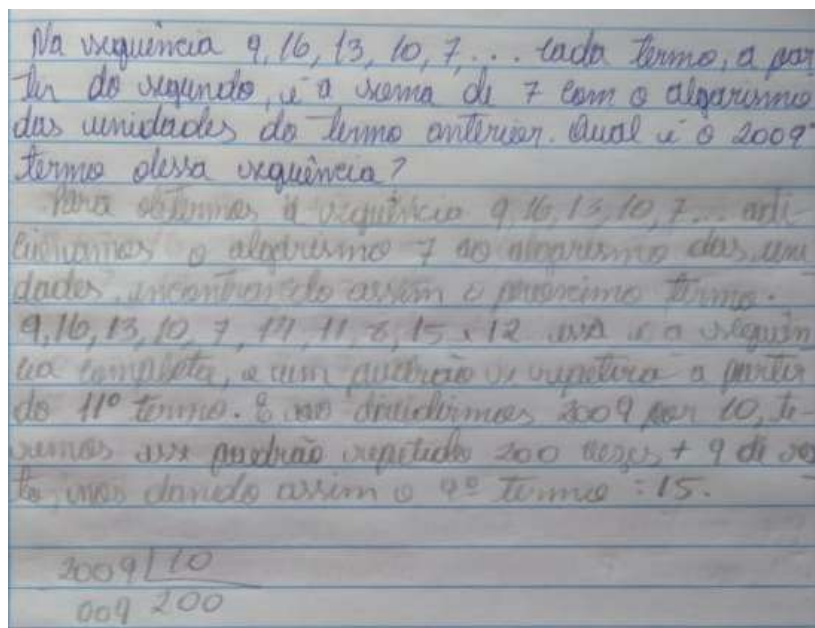 Na sequência 9, 16, 13, 10, 7, ... cada termo, a par
tir do segundo, é a soma de 7 com o algarismo
das unidades do termo anterior. Qual é o 2009º
termo dessa sequência?
Para obtermos a sequência 9, 16, 13, 10, 7... adi-
cionamos o algarismo 7 ao algarismo das uni
dades, encontrando assim o próximo termo.
9, 16, 13, 10, 7, 14, 11, 8, 15 e 12 essa é a sequên
cia completa, e um padrão se repetirá a partir
do 11º termo. E ao dividirmos 2009 por 10, te-
remos esse padrão repetido 200 vezes + 9 de res
to, nos dando assim o 9º termo = 15.
2009 | 10
009 200